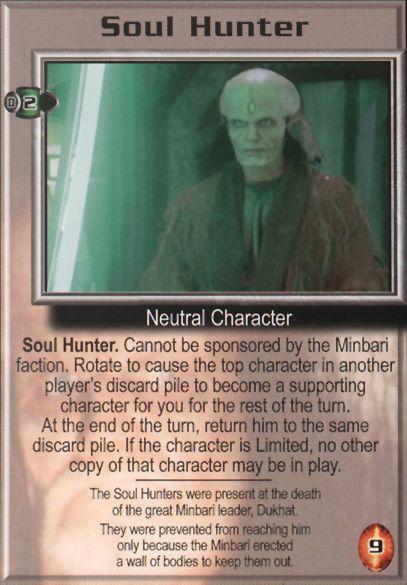 Soul Hunter
D 2
Neutral Character
Soul Hunter. Cannot be sponsored by the Minbari
faction. Rotate to cause the top character in another
player's discard pile to become a supporting
character for you for the rest of the turn.
At the end of the turn, return him to the same
discard pile. If the character is Limited, no other
copy of that character may be in play.
The Soul Hunters were present at the death
of the great Minbari leader, Dukhat.
They were prevented from reaching him
only because the Minbari erected
a wall of bodies to keep them out.
9